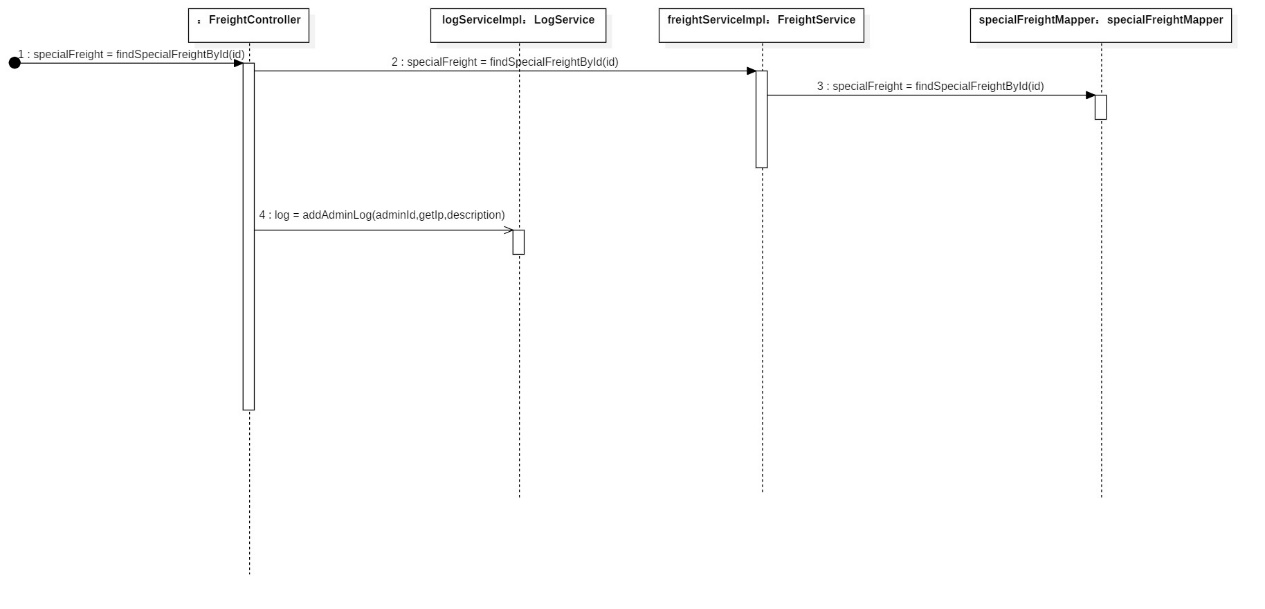 ：FreightController
logServiceImpl：LogService
freightServiceImpl：FreightService
specialFreightMapper：specialFreightMapper
1 : specialFreight = findSpecialFreightById(id)
2 : specialFreight = findSpecialFreightById(id)
3 : specialFreight = findSpecialFreightById(id)
4 : log = addAdminLog(adminId,getIp,description)